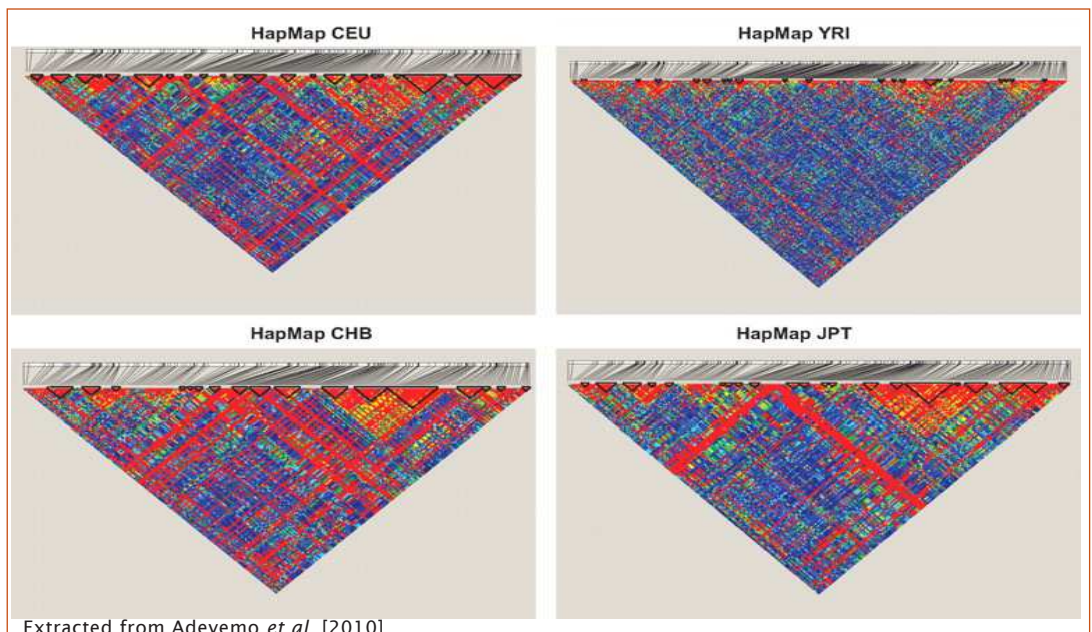 HapMap CEU
HapMap YRI
HapMap CHB
HapMap JPT
Extracted from Adeyemo et al. [2010]